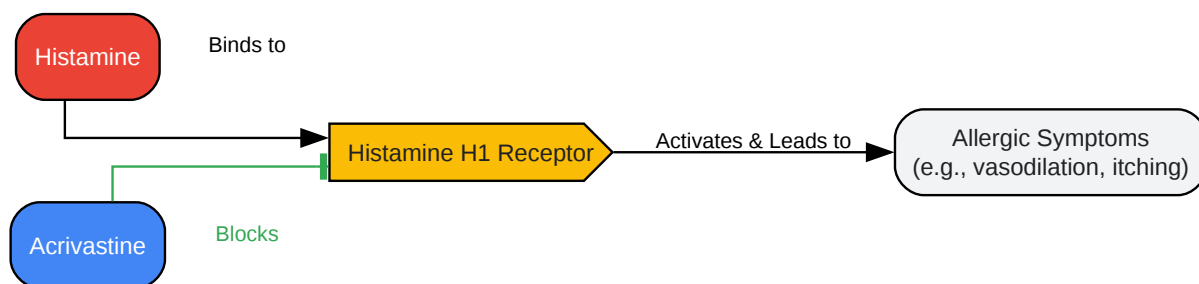 Histamine
Binds to
Histamine H1 Receptor
Activates & Leads to
Allergic Symptoms
(e.g., vasodilation, itching)
Acrivastine
Blocks